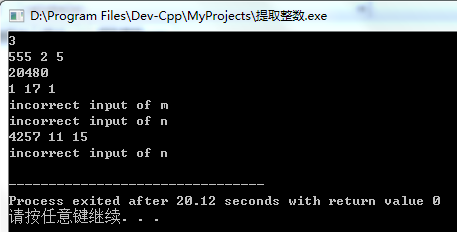 D:\Program Files\Dev-Cpp\MyProjects\提取整数.exe
3
555 2 5
20480
1 17 1
incorrect input of m
incorrect input of n
4257 11 15
incorrect input of n
--------------------------------
Process exited after 20.12 seconds with return value 0
请按任意键继续. . .